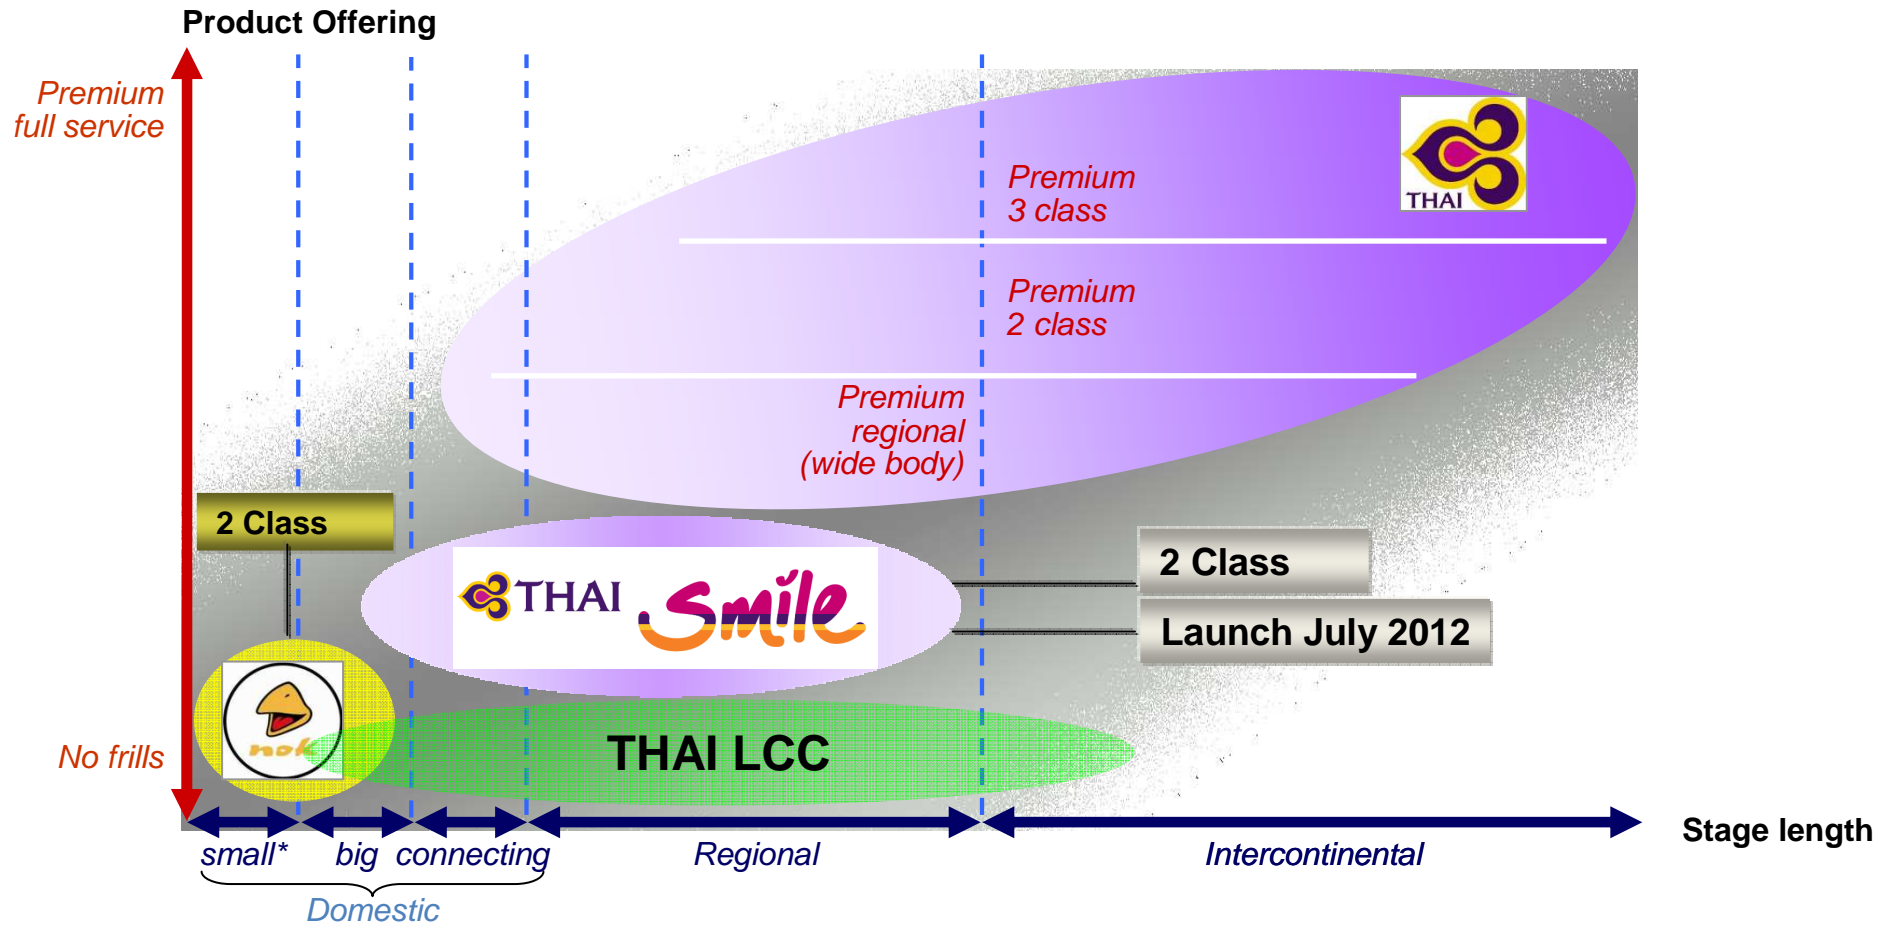 Product Offering
Premium
full service
THAI
Premium
3 class
Premium
2 class
Premium
regional
(wide body)
2 Class
THAI smile
2 Class
Launch July 2012
nok
THAI LCC
No frills
small* big connecting Regional Intercontinental
Stage length
Domestic